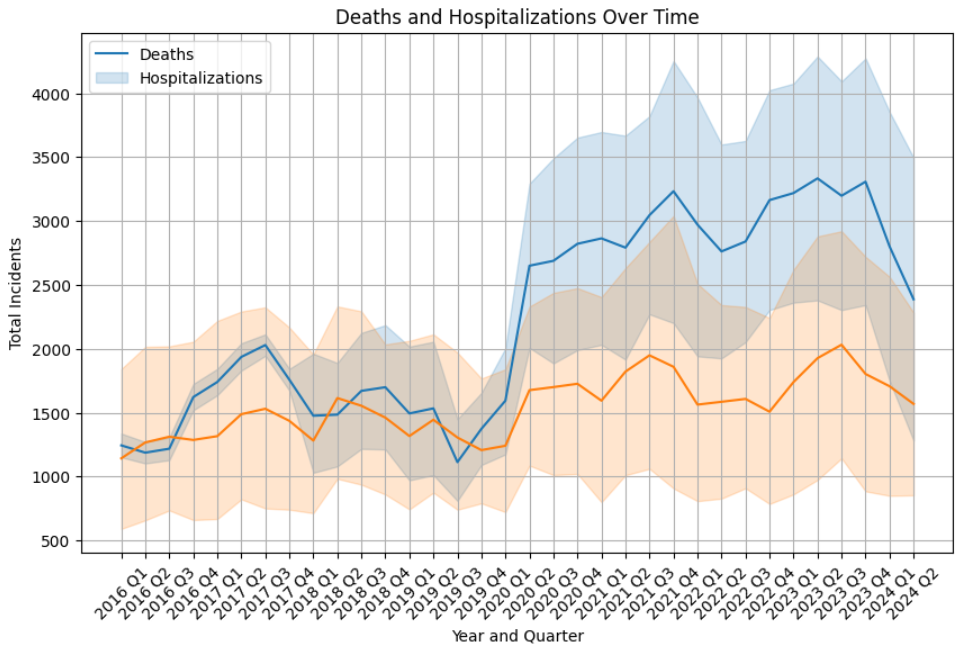 Deaths and Hospitalizations Over Time
Deaths
Hospitalizations
Total Incidents
4000
3500
3000
2500
2000
1500
1000
500
2016 Q1
2016 Q2
2016 Q3
2016 Q4
2017 Q1
2017 Q2
2017 Q3
2017 Q4
2018 Q1
2018 Q2
2018 Q3
2018 Q4
2019 Q1
2019 Q2
2019 Q3
2019 Q4
2020 Q1
2020 Q2
2020 Q3
2020 Q4
2021 Q1
2021 Q2
2021 Q3
2021 Q4
2022 Q1
2022 Q2
2022 Q3
2022 Q4
2023 Q1
2023 Q2
2023 Q3
2023 Q4
2024 Q1
2024 Q2
Year and Quarter